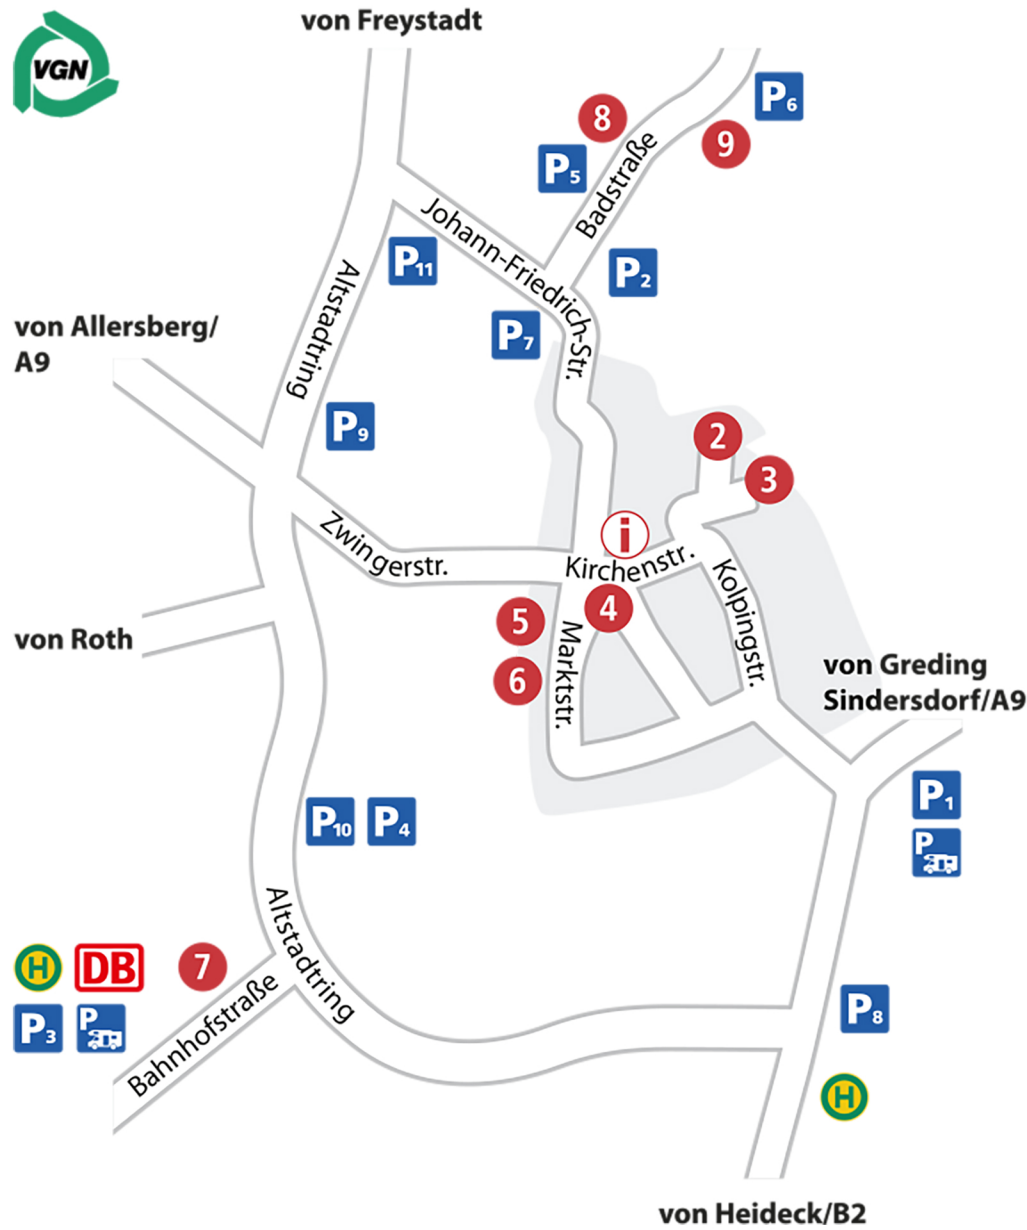 von Freystadt
VGN
P6
8
9
P5
Badstraße
Johann-Friedrich-Str.
P11
P2
Altstadtring
von Allersberg/
A9
P7
P9
2
3
Zwingerstr.
i
Kirchenstr.
Kolpingstr.
4
5
Marktstr.
6
von Roth
von Greding
Sindersdorf/A9
P1
P
P10
P4
Altstadtring
H
DB
7
P3
P
Bahnhofstraße
P8
H
von Heideck/B2